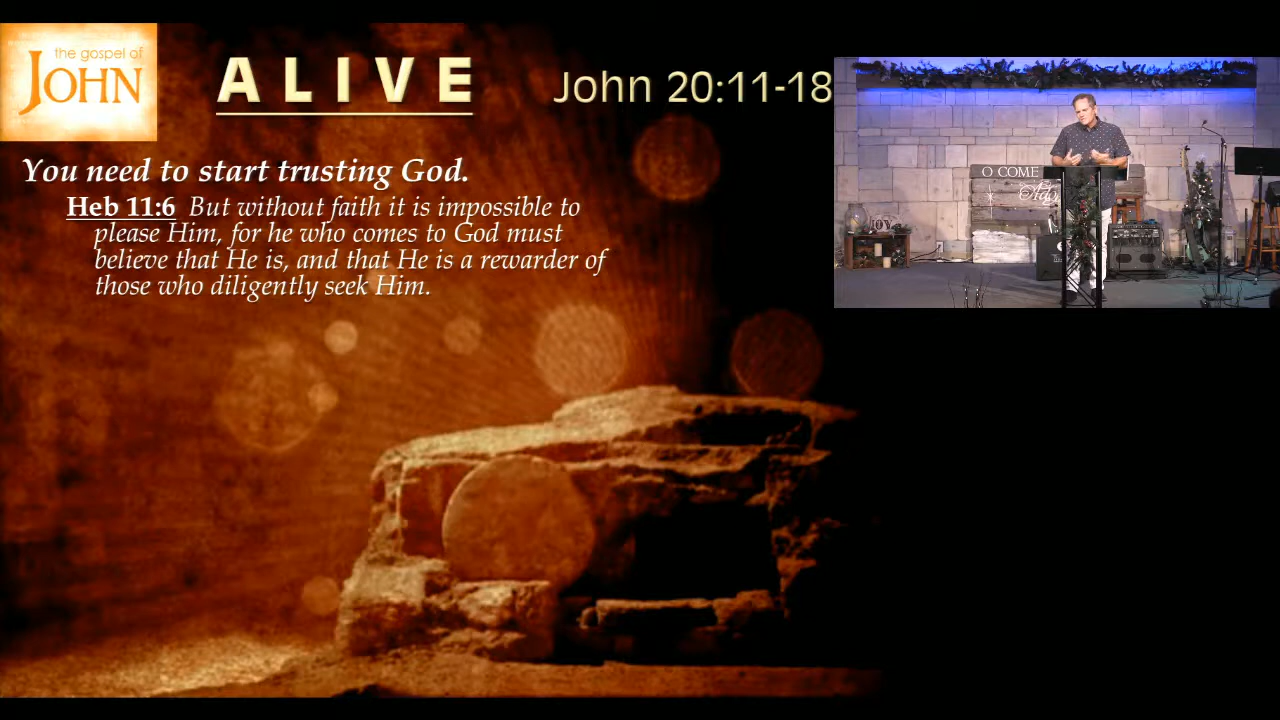 the gospel of
JOHN
ALIVE
John 20:11-18
You need to start trusting God.
Heb 11:6 But without faith it is impossible to
please Him, for he who comes to God must
believe that He is, and that He is a rewarder of
those who diligently seek Him.
O COME
JOY